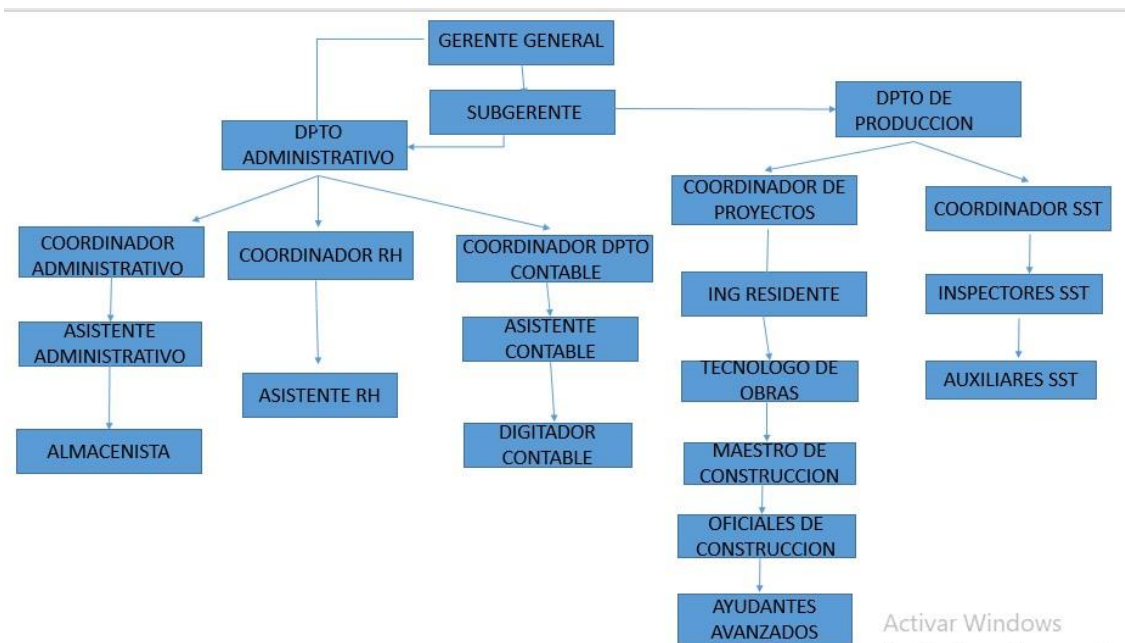 GERENTE GENERAL
SUBGERENTE
DPTO DE
PRODUCCION
DPTO
ADMINISTRATIVO
COORDINADOR DE
PROYECTOS
COORDINADOR SST
COORDINADOR
ADMINISTRATIVO
COORDINADOR RH
COORDINADOR DPTO
CONTABLE
ING RESIDENTE
INSPECTORES SST
ASISTENTE
ADMINISTRATIVO
ASISTENTE
CONTABLE
TECNOLOGO DE
OBRAS
AUXILIARES SST
ASISTENTE RH
ALMACENISTA
DIGITADOR
CONTABLE
MAESTRO DE
CONSTRUCCION
OFICIALES DE
CONSTRUCCION
AYUDANTES
AVANZADOS
Activar Windows